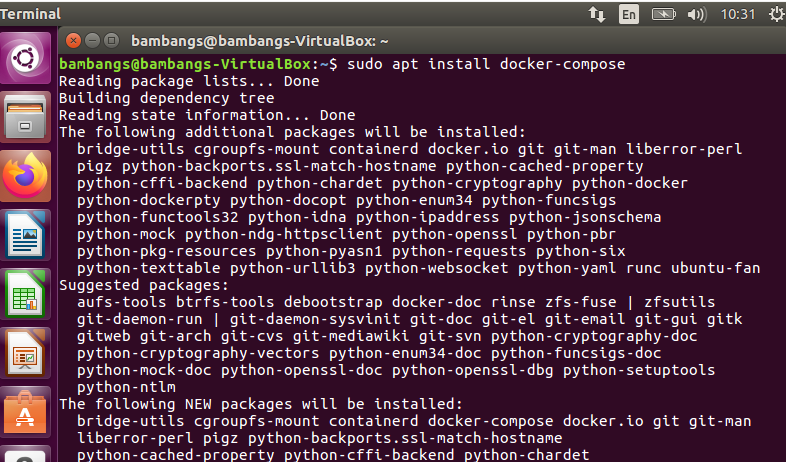 Terminal
En
10:31
bambangs@bambangs-VirtualBox: ~
bambangs@bambangs-VirtualBox:~$ sudo apt install docker-compose
Reading package lists... Done
Building dependency tree
Reading state information... Done
The following additional packages will be installed:
bridge-utils cgroupfs-mount containerd docker.io git git-man liberror-perl
pigz python-backports.ssl-match-hostname python-cached-property
python-cffi-backend python-chardet python-cryptography python-docker
python-dockerpty python-docopt python-enum34 python-funcsigs
python-functools32 python-idna python-ipaddress python-jsonschema
python-mock python-ndg-httpsclient python-openssl python-pbr
python-pkg-resources python-pyasn1 python-requests python-six
python-texttable python-urllib3 python-websocket python-yaml runc ubuntu-fan
Suggested packages:
aufs-tools btrfs-tools debootstrap docker-doc rinse zfs-fuse | zfsutils
git-daemon-run | git-daemon-sysvinit git-doc git-el git-email git-gui gitk
gitweb git-arch git-cvs git-mediawiki git-svn python-cryptography-doc
python-cryptography-vectors python-enum34-doc python-funcsigs-doc
python-mock-doc python-openssl-doc python-openssl-dbg python-setuptools
python-ntlm
The following NEW packages will be installed:
bridge-utils cgroupfs-mount containerd docker-compose docker.io git git-man
liberror-perl pigz python-backports.ssl-match-hostname
python-cached-property python-cffi-backend python-chardet